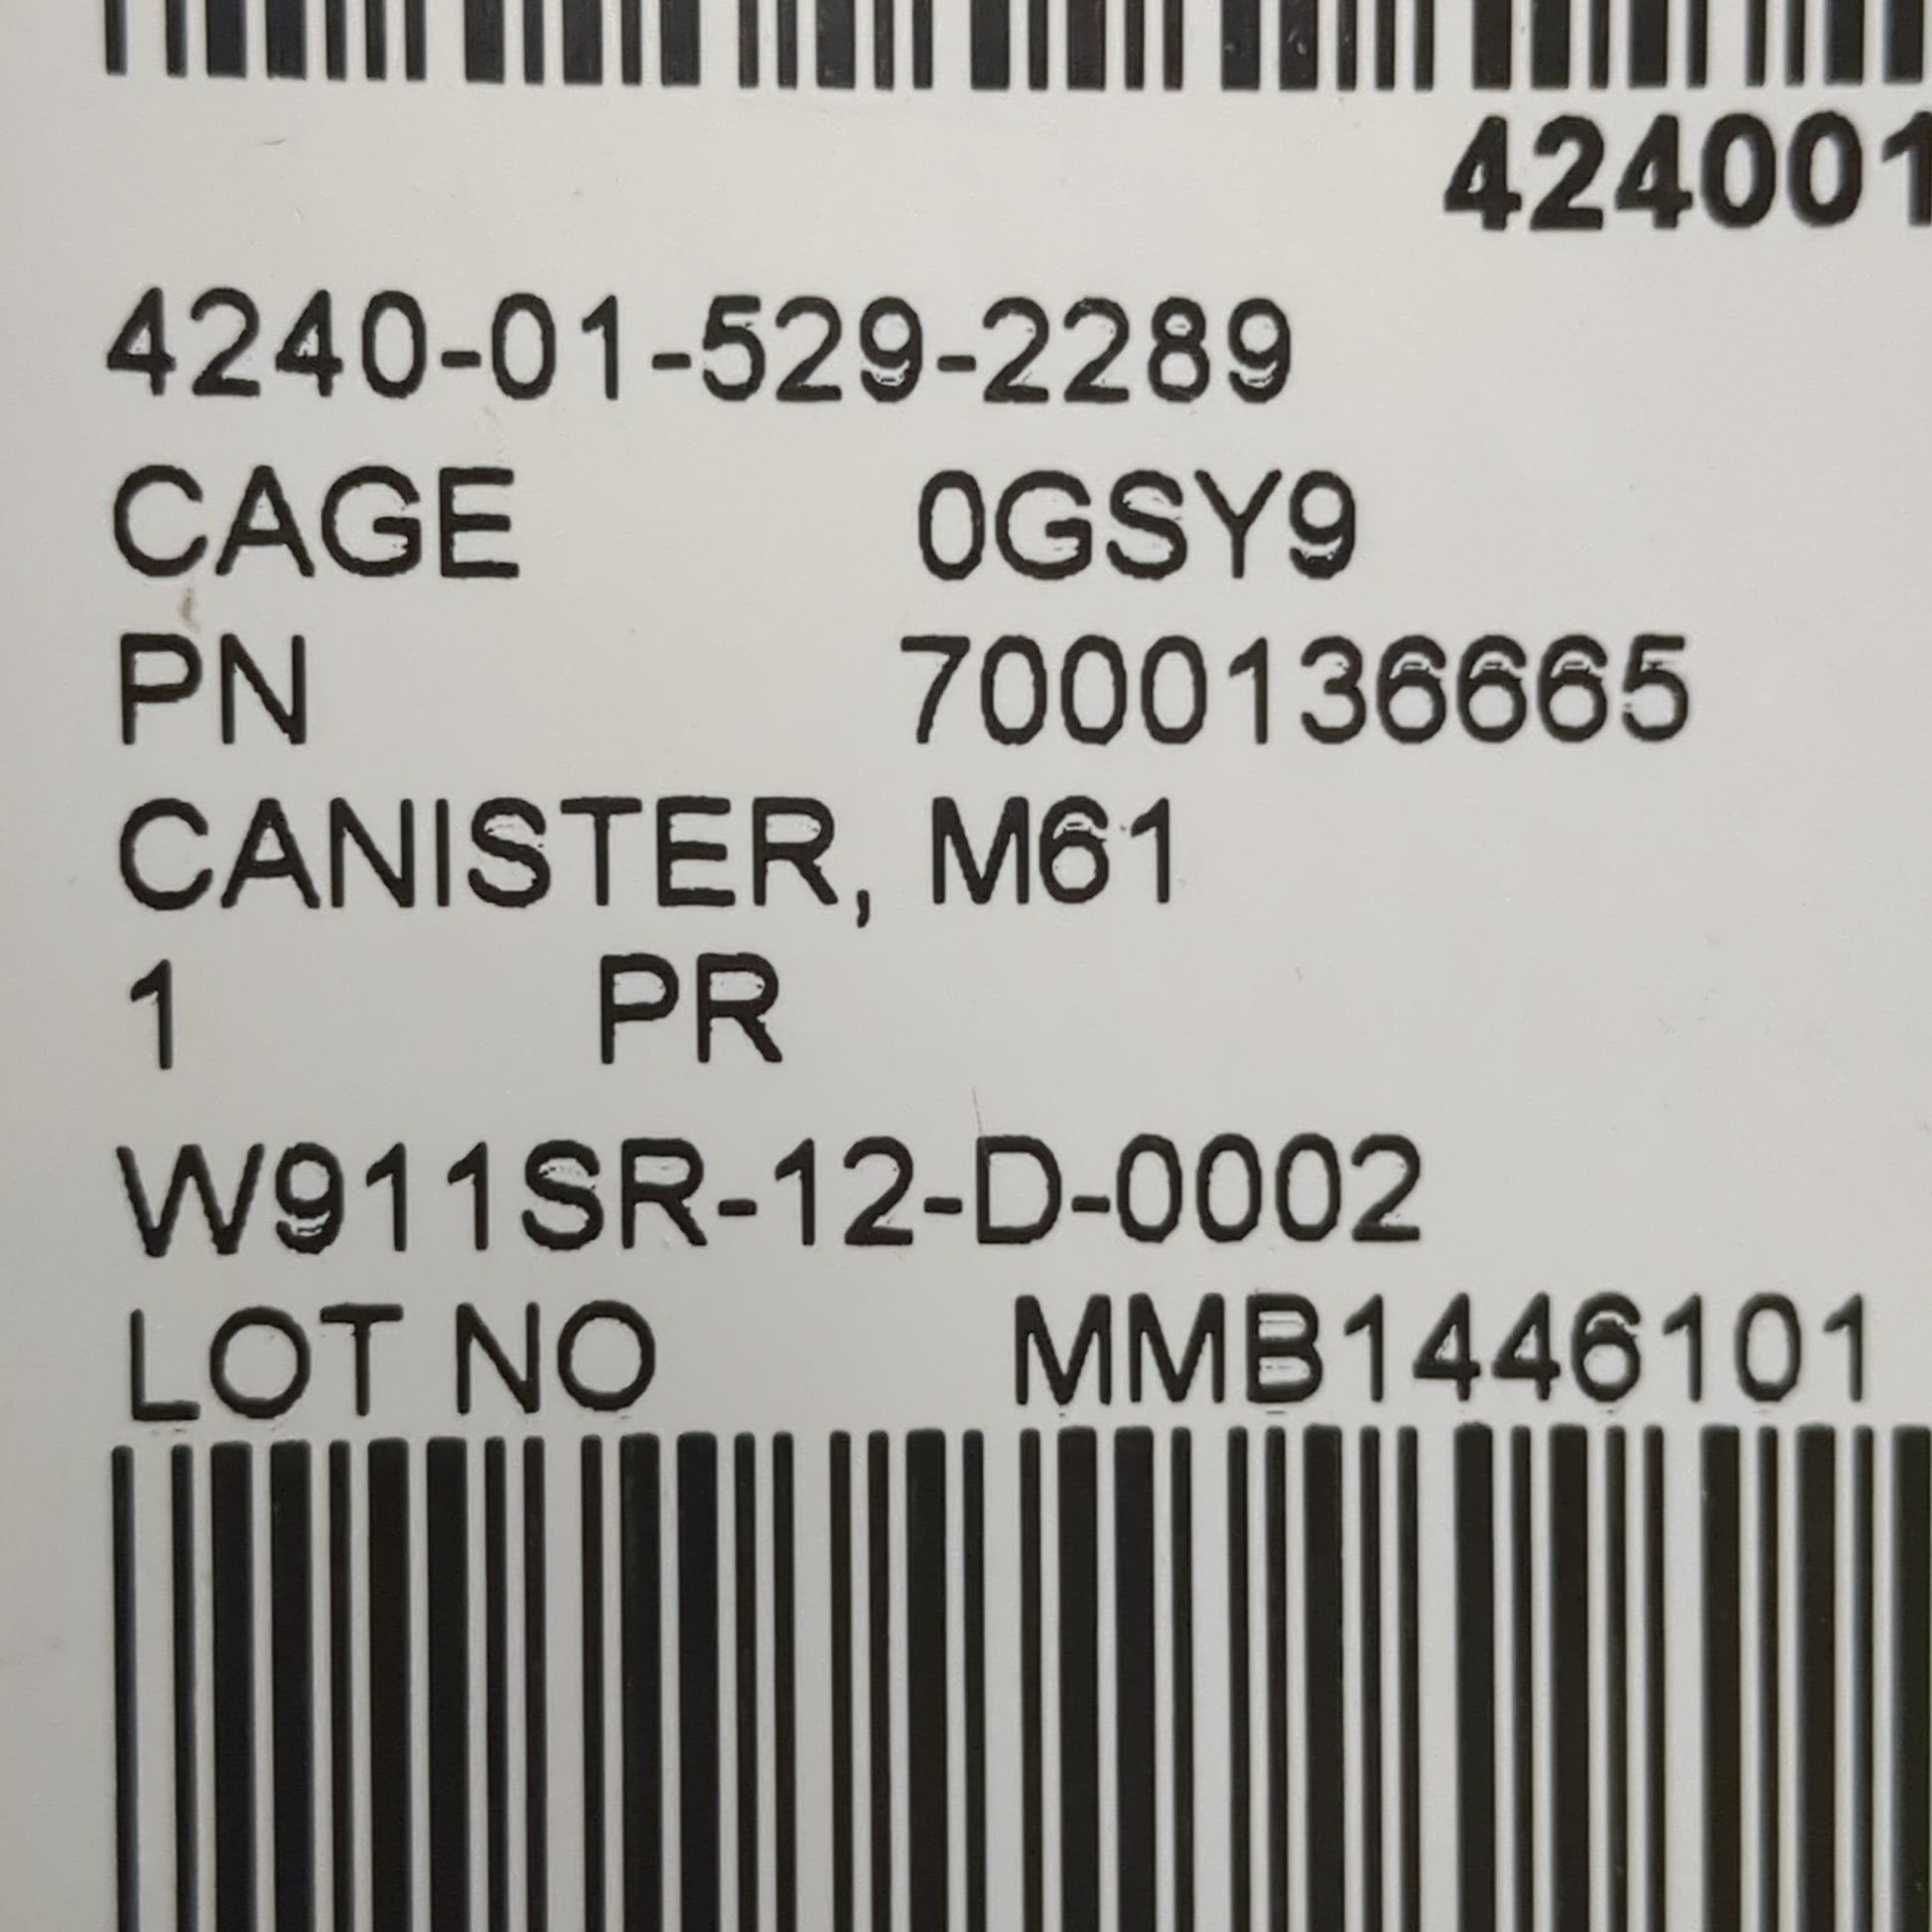 424001
4240-01-529-2289
CAGE 0GSY9
PN 7000136665
CANISTER, M61
1 PR
W911SR-12-D-0002
LOT NO MMB1446101